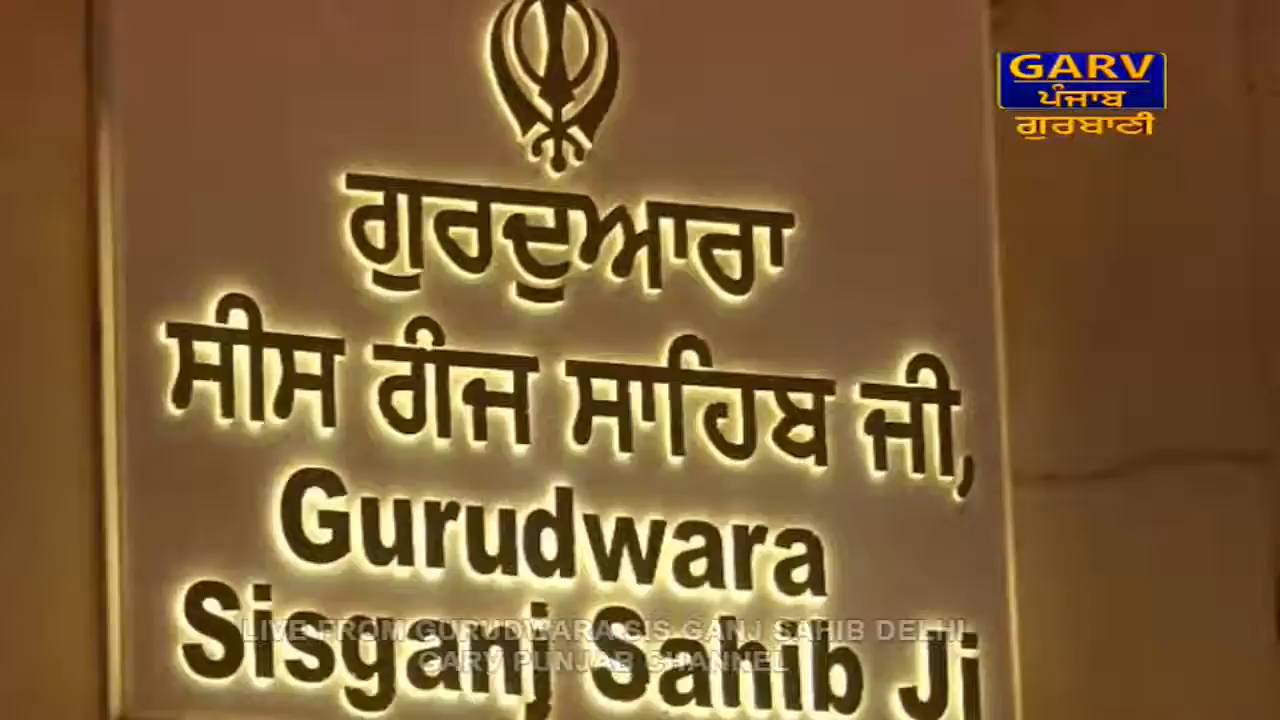 GARV
ਪੰਜਾਬ
ਗੁਰਬਾਣੀ
ਗੁਰਦੁਆਰਾ
ਸੀਸ ਗੰਜ ਸਾਹਿਬ ਜੀ,
Gurudwara
Sisganj Sahib Ji
LIVE FROM GURUDWARA SIS GANJ SAHIB DELHI
GARV PUNJAB CHANNEL